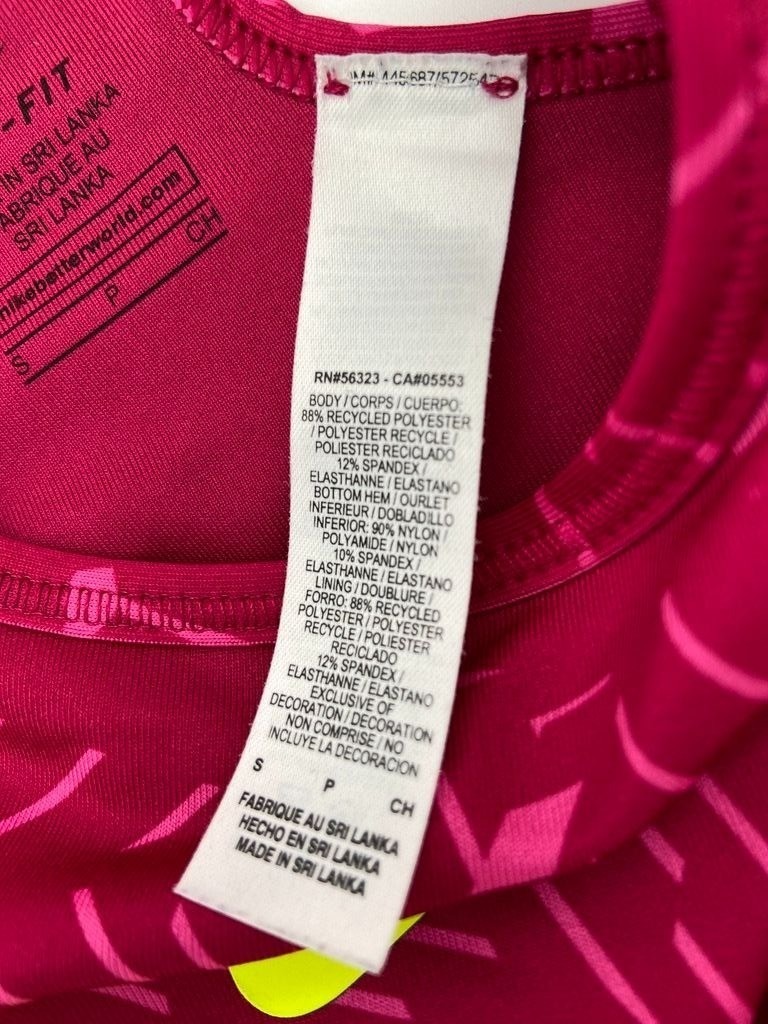 -FIT
IN SRI LANKA
ABRIQUE AU
SRI LANKA
nikebetterworld.com
S P CH
RN#56323 - CA#05553
BODY / CORPS / CUERPO:
88% RECYCLED POLYESTER
/ POLYESTER RECYCLE /
POLIESTER RECICLADO
12% SPANDEX /
ELASTHANNE / ELASTANO
BOTTOM HEM / OURLET
INFERIEUR / DOBLADILLO
INFERIOR: 90% NYLON /
POLYAMIDE / NYLON
10% SPANDEX /
ELASTHANNE / ELASTANO
LINING / DOUBLURE /
FORRO: 88% RECYCLED
POLYESTER / POLYESTER
RECYCLE / POLIESTER
RECICLADO
12% SPANDEX /
ELASTHANNE / ELASTANO
EXCLUSIVE OF
DECORATION / DECORATION
NON COMPRISE / NO
INCLUYE LA DECORACION
S P CH
FABRIQUE AU SRI LANKA
HECHO EN SRI LANKA
MADE IN SRI LANKA